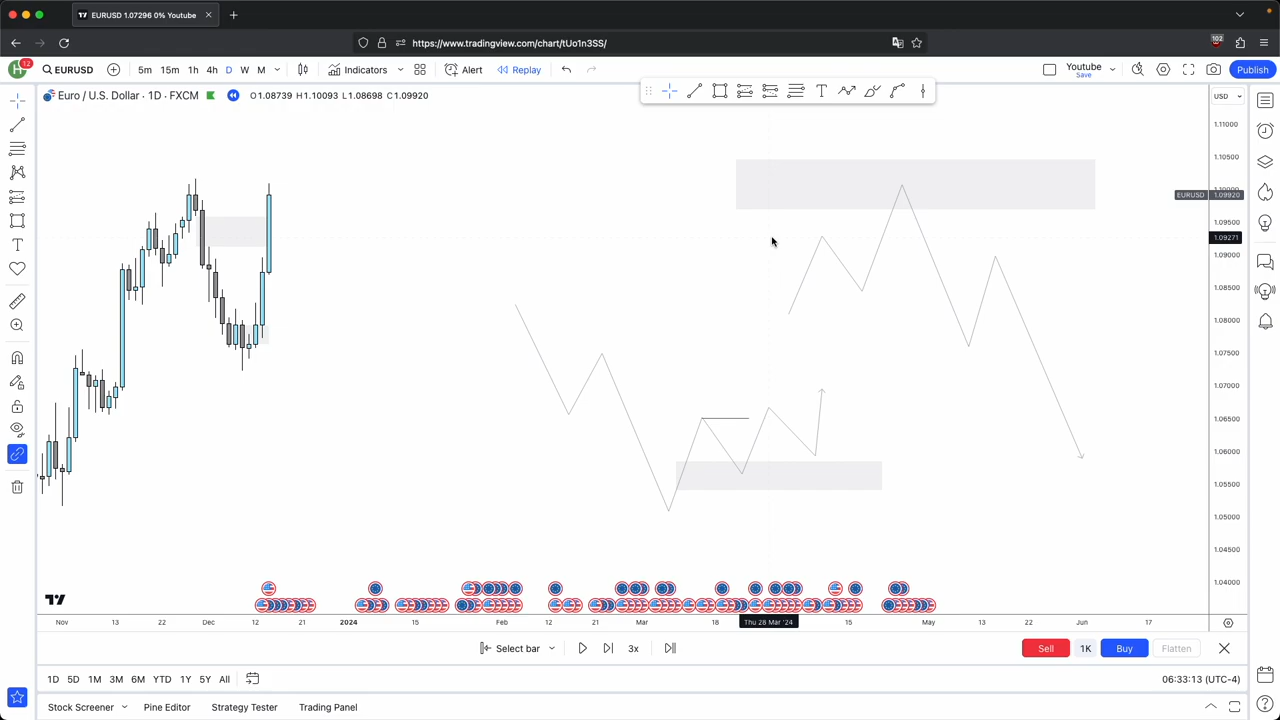 EURUSD 1.07296 0% Youtube
https://www.tradingview.com/chart/tUo1n3SS/
102
H 12 EURUSD 5m 15m 1h 4h D W M Indicators Alert Replay Youtube Save Publish
Euro / U.S. Dollar · 1D · FXCM O1.08739 H1.10093 L1.08698 C1.09920
USD
1.11000
1.10500
1.10000
EURUSD 1.09920
1.09500
1.09271
1.09000
1.08500
1.08000
1.07500
1.07000
1.06500
1.06000
1.05500
1.05000
1.04500
1.04000
Nov 13 22 Dec 12 2024 15 Feb 12 21 Mar 18 Thu 28 Mar '24 15 May 13 22 Jun 17
Select bar 3x Sell 1K Buy Flatten
1D 5D 1M 3M 6M YTD 1Y 5Y All 06:33:13 (UTC-4)
Stock Screener Pine Editor Strategy Tester Trading Panel